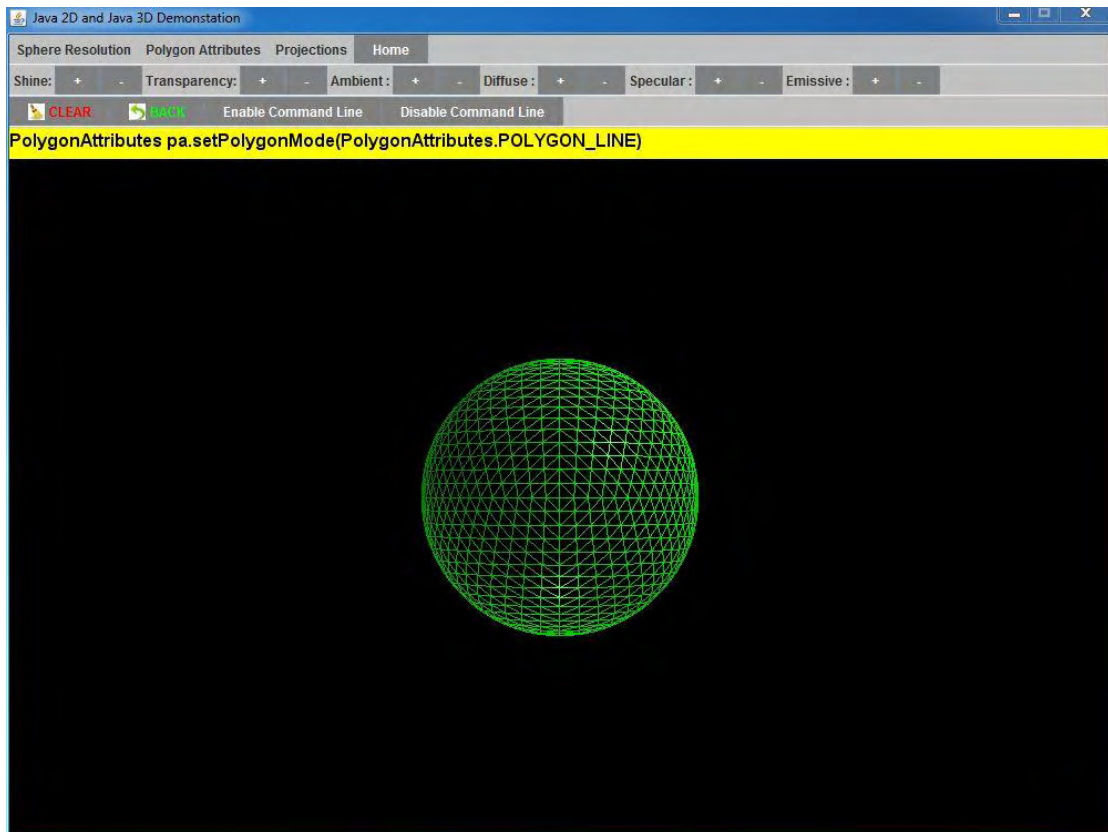 Java 2D and Java 3D Demonstation
Sphere Resolution Polygon Attributes Projections Home
Shine: + - Transparency: + - Ambient : + - Diffuse : + - Specular : + - Emissive : + -
CLEAR BACK Enable Command Line Disable Command Line
PolygonAttributes pa.setPolygonMode(PolygonAttributes.POLYGON_LINE)